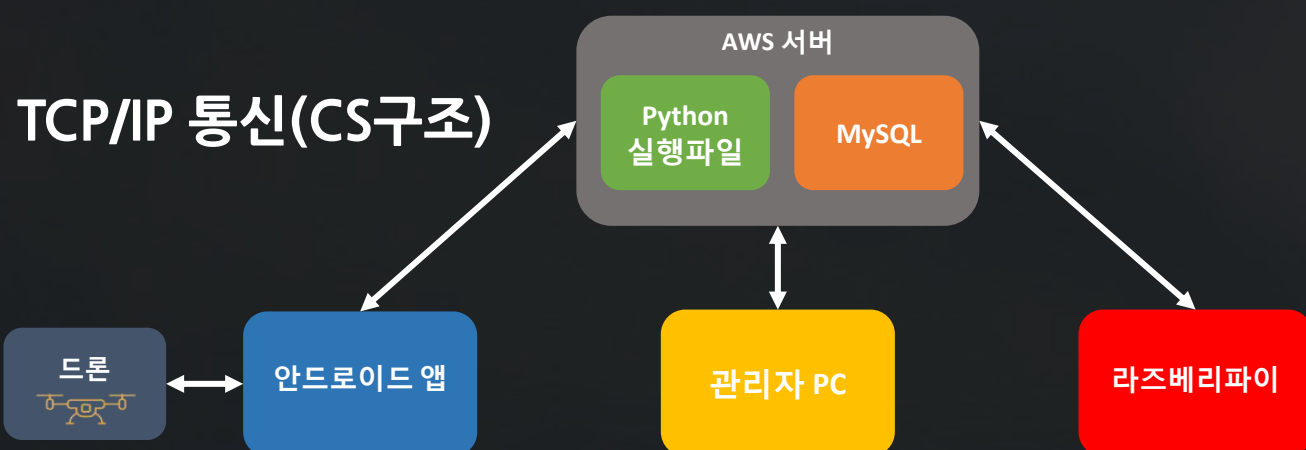 AWS 서버
TCP/IP 통신(CS구조)
Python
실행파일
MySQL
드론
안드로이드 앱
관리자 PC
라즈베리파이